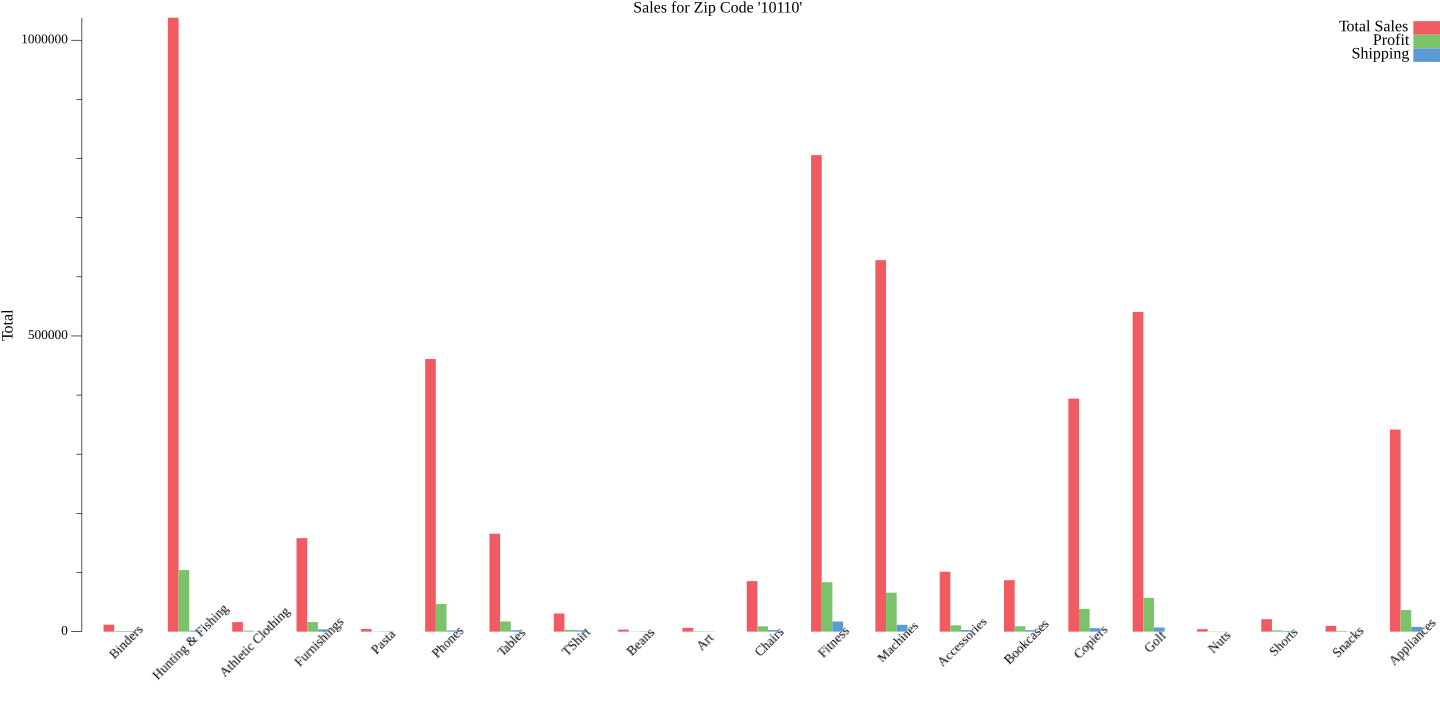 Sales for Zip Code '10110'
Total Sales
Profit
Shipping
1000000
500000
0
Total
Binders
Hunting & Fishing
Athletic Clothing
Furnishings
Pasta
Phones
Tables
TShirt
Beans
Art
Chairs
Fitness
Machines
Accessories
Bookcases
Copiers
Golf
Nuts
Shorts
Snacks
Appliances